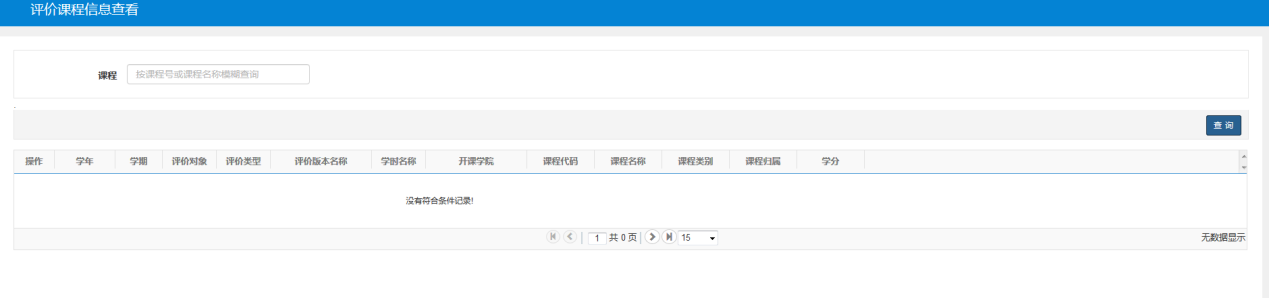 评价课程信息查看
课程 按课程号或课程名称模糊查询
查 询
操作 学年 学期 评价对象 评价类型 评价版本名称 学时名称 开课学院 课程代码 课程名称 课程类别 课程归属 学分
没有符合条件记录!
1 共 0 页 15 无数据显示